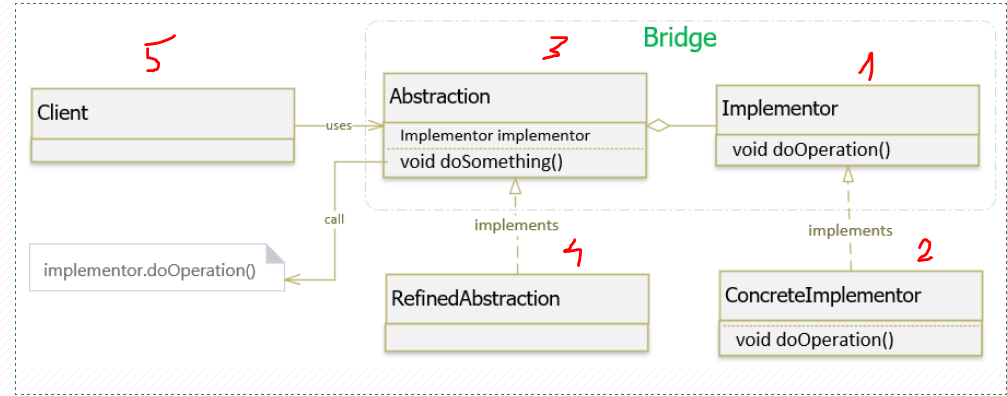 Bridge
5
3
1
Client
Abstraction
Implementor
uses
Implementor implementor
void doSomething()
void doOperation()
call
implements
implements
implementor.doOperation()
4
2
RefinedAbstraction
ConcreteImplementor
void doOperation()